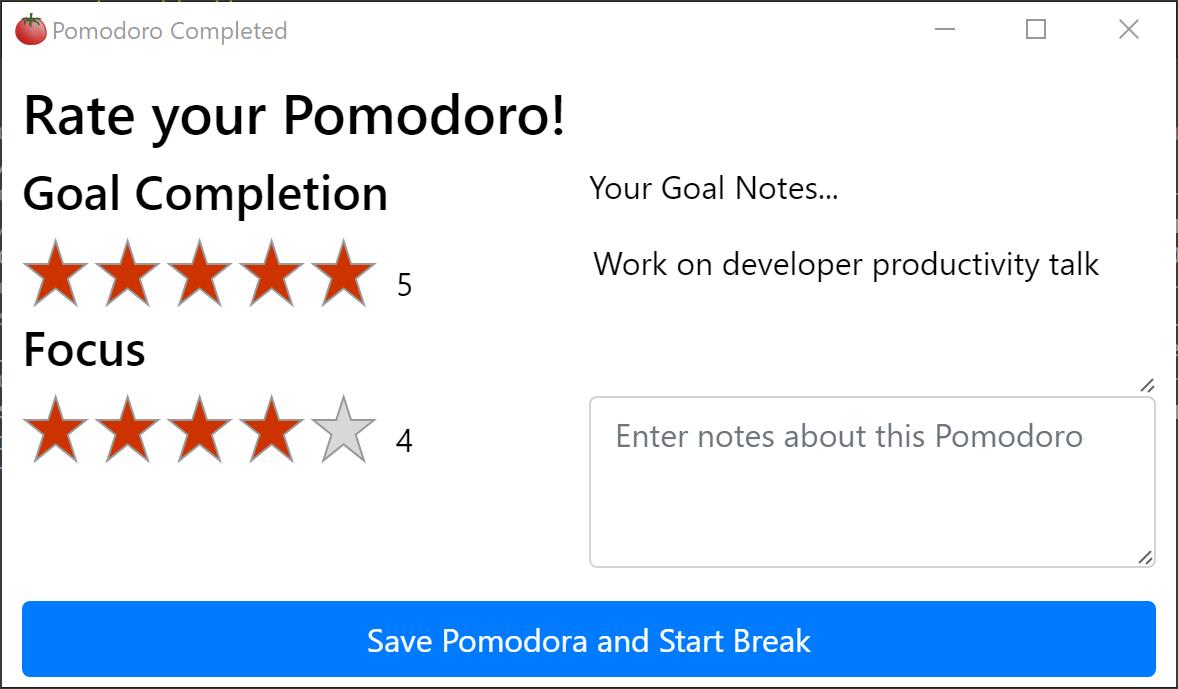 Pomodoro Completed
Rate your Pomodoro!
Goal Completion
5
Focus
4
Your Goal Notes...
Work on developer productivity talk
Enter notes about this Pomodoro
Save Pomodora and Start Break